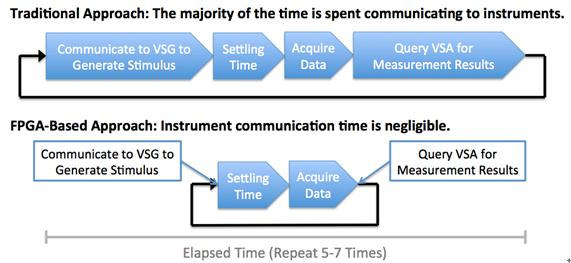 Traditional Approach: The majority of the time is spent communicating to instruments.
Communicate to VSG to
Generate Stimulus
Settling
Time
Acquire
Data
Query VSA for
Measurement Results
FPGA-Based Approach: Instrument communication time is negligible.
Communicate to VSG to
Generate Stimulus
Settling
Time
Acquire
Data
Query VSA for
Measurement Results
Elapsed Time (Repeat 5-7 Times)